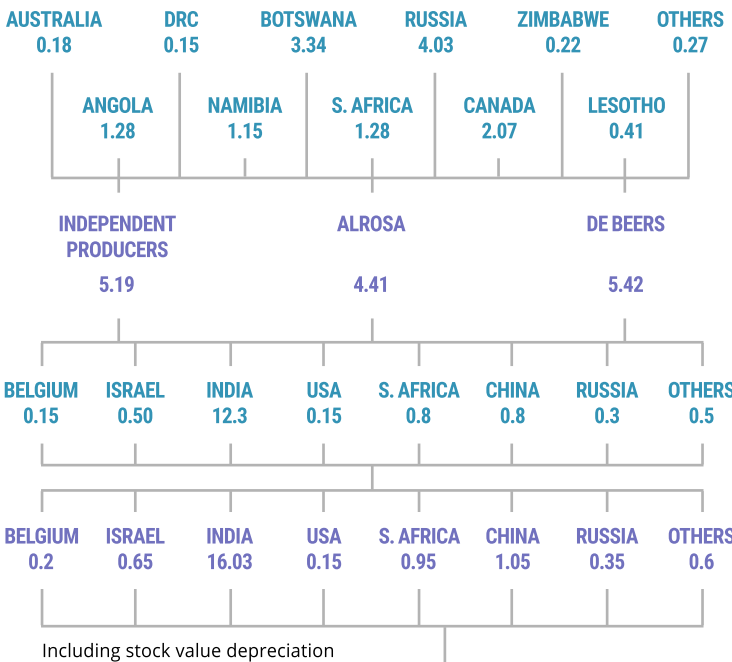 AUSTRALIA DRC BOTSWANA RUSSIA ZIMBABWE OTHERS
0.18 0.15 3.34 4.03 0.22 0.27
ANGOLA NAMIBIA S. AFRICA CANADA LESOTHO
1.28 1.15 1.28 2.07 0.41
INDEPENDENT PRODUCERS ALROSA DE BEERS
5.19 4.41 5.42
BELGIUM ISRAEL INDIA USA S. AFRICA CHINA RUSSIA OTHERS
0.15 0.50 12.3 0.15 0.8 0.8 0.3 0.5
BELGIUM ISRAEL INDIA USA S. AFRICA CHINA RUSSIA OTHERS
0.2 0.65 16.03 0.15 0.95 1.05 0.35 0.6
Including stock value depreciation